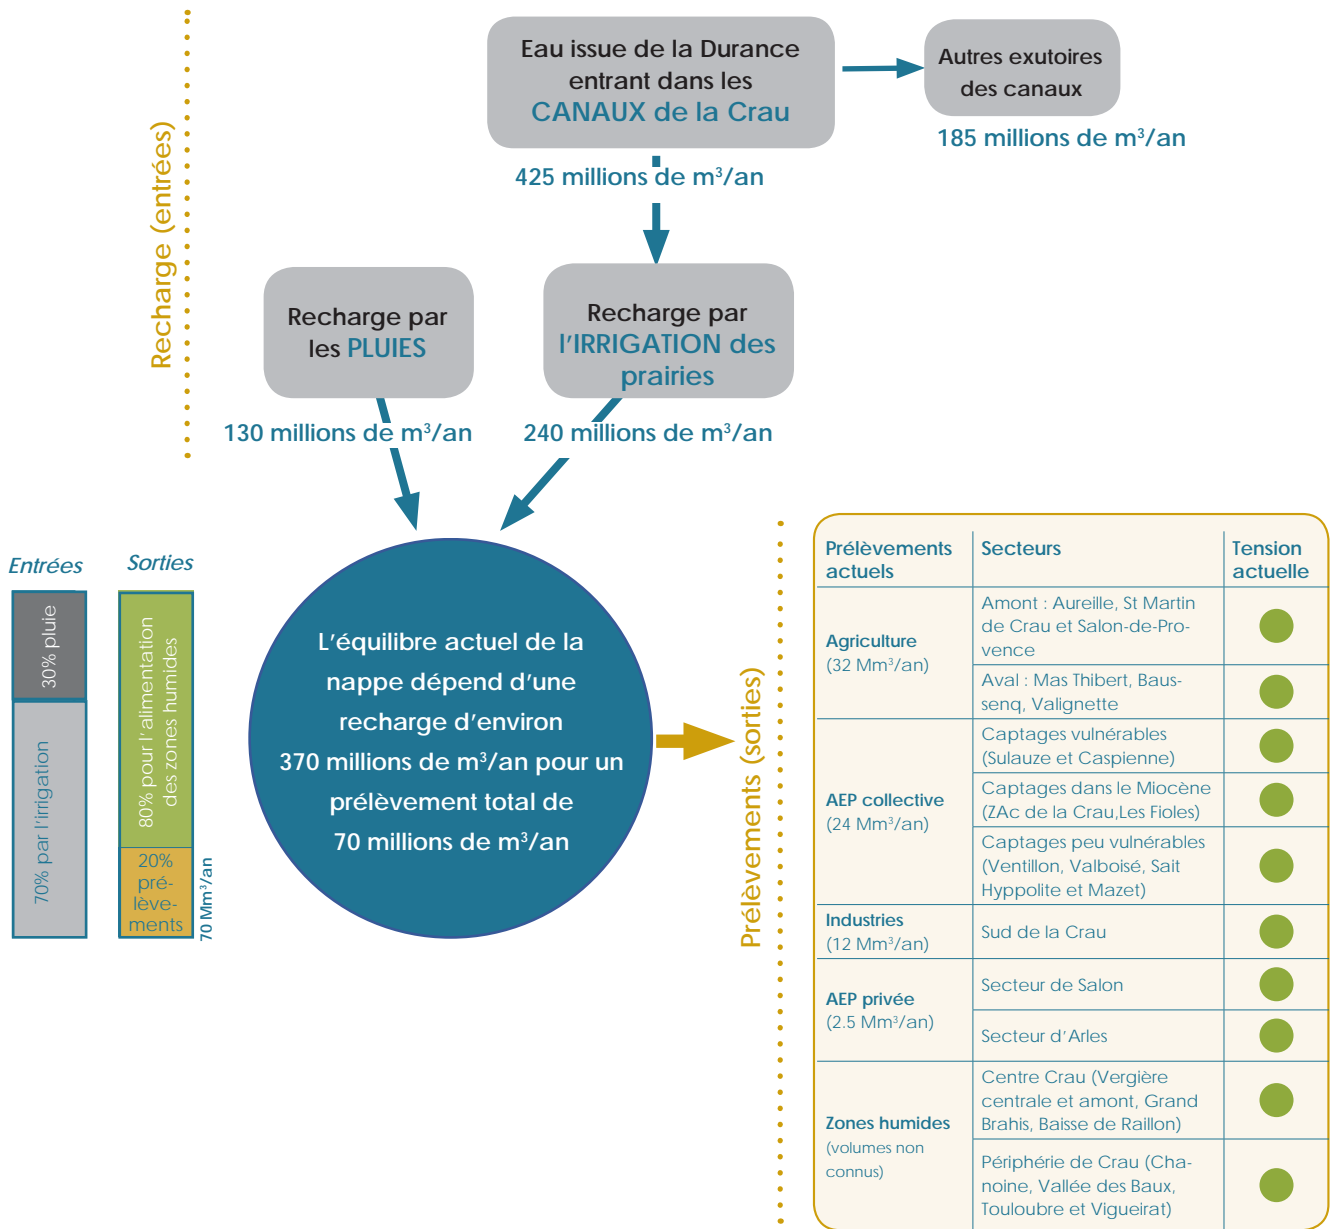 Eau issue de la Durance
entrant dans les
CANAUX de la Crau
Autres exutoires
des canaux
185 millions de m³/an
425 millions de m³/an
Recharge (entrées)
Recharge par
les PLUIES
Recharge par
l'IRRIGATION des
prairies
130 millions de m³/an
240 millions de m³/an
Entrées
Sorties
30% pluie
70% par l'irrigation
80% pour l'alimentation
des zones humides
20%
pré-
lève-
ments
70 Mm³/an
L'équilibre actuel de la
nappe dépend d'une
recharge d'environ
370 millions de m³/an pour un
prélèvement total de
70 millions de m³/an
Prélèvements (sorties)
Prélèvements
actuels
Secteurs
Tension
actuelle
Agriculture
(32 Mm³/an)
Amont : Aureille, St Martin
de Crau et Salon-de-Pro-
vence
Aval : Mas Thibert, Baus-
senq, Valignette
AEP collective
(24 Mm³/an)
Captages vulnérables
(Sulauze et Caspienne)
Captages dans le Miocène
(ZAc de la Crau,Les Fioles)
Captages peu vulnérables
(Ventillon, Valboisé, Sait
Hyppolite et Mazet)
Industries
(12 Mm³/an)
Sud de la Crau
AEP privée
(2.5 Mm³/an)
Secteur de Salon
Secteur d'Arles
Zones humides
(volumes non
connus)
Centre Crau (Vergière
centrale et amont, Grand
Brahis, Baisse de Raillon)
Périphérie de Crau (Cha-
noine, Vallée des Baux,
Touloubre et Vigueirat)